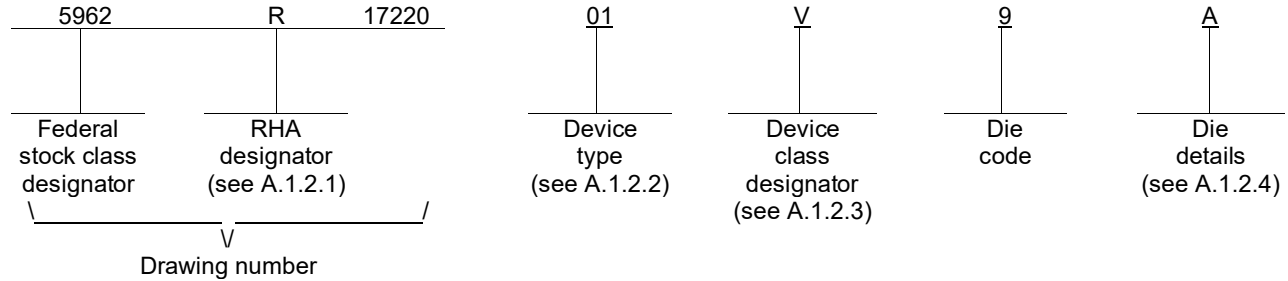 5962 R 17220 01 V 9 A
Federal stock class designator
RHA designator (see A.1.2.1)
Device type (see A.1.2.2)
Device class designator (see A.1.2.3)
Die code
Die details (see A.1.2.4)
\ /
\/
Drawing number